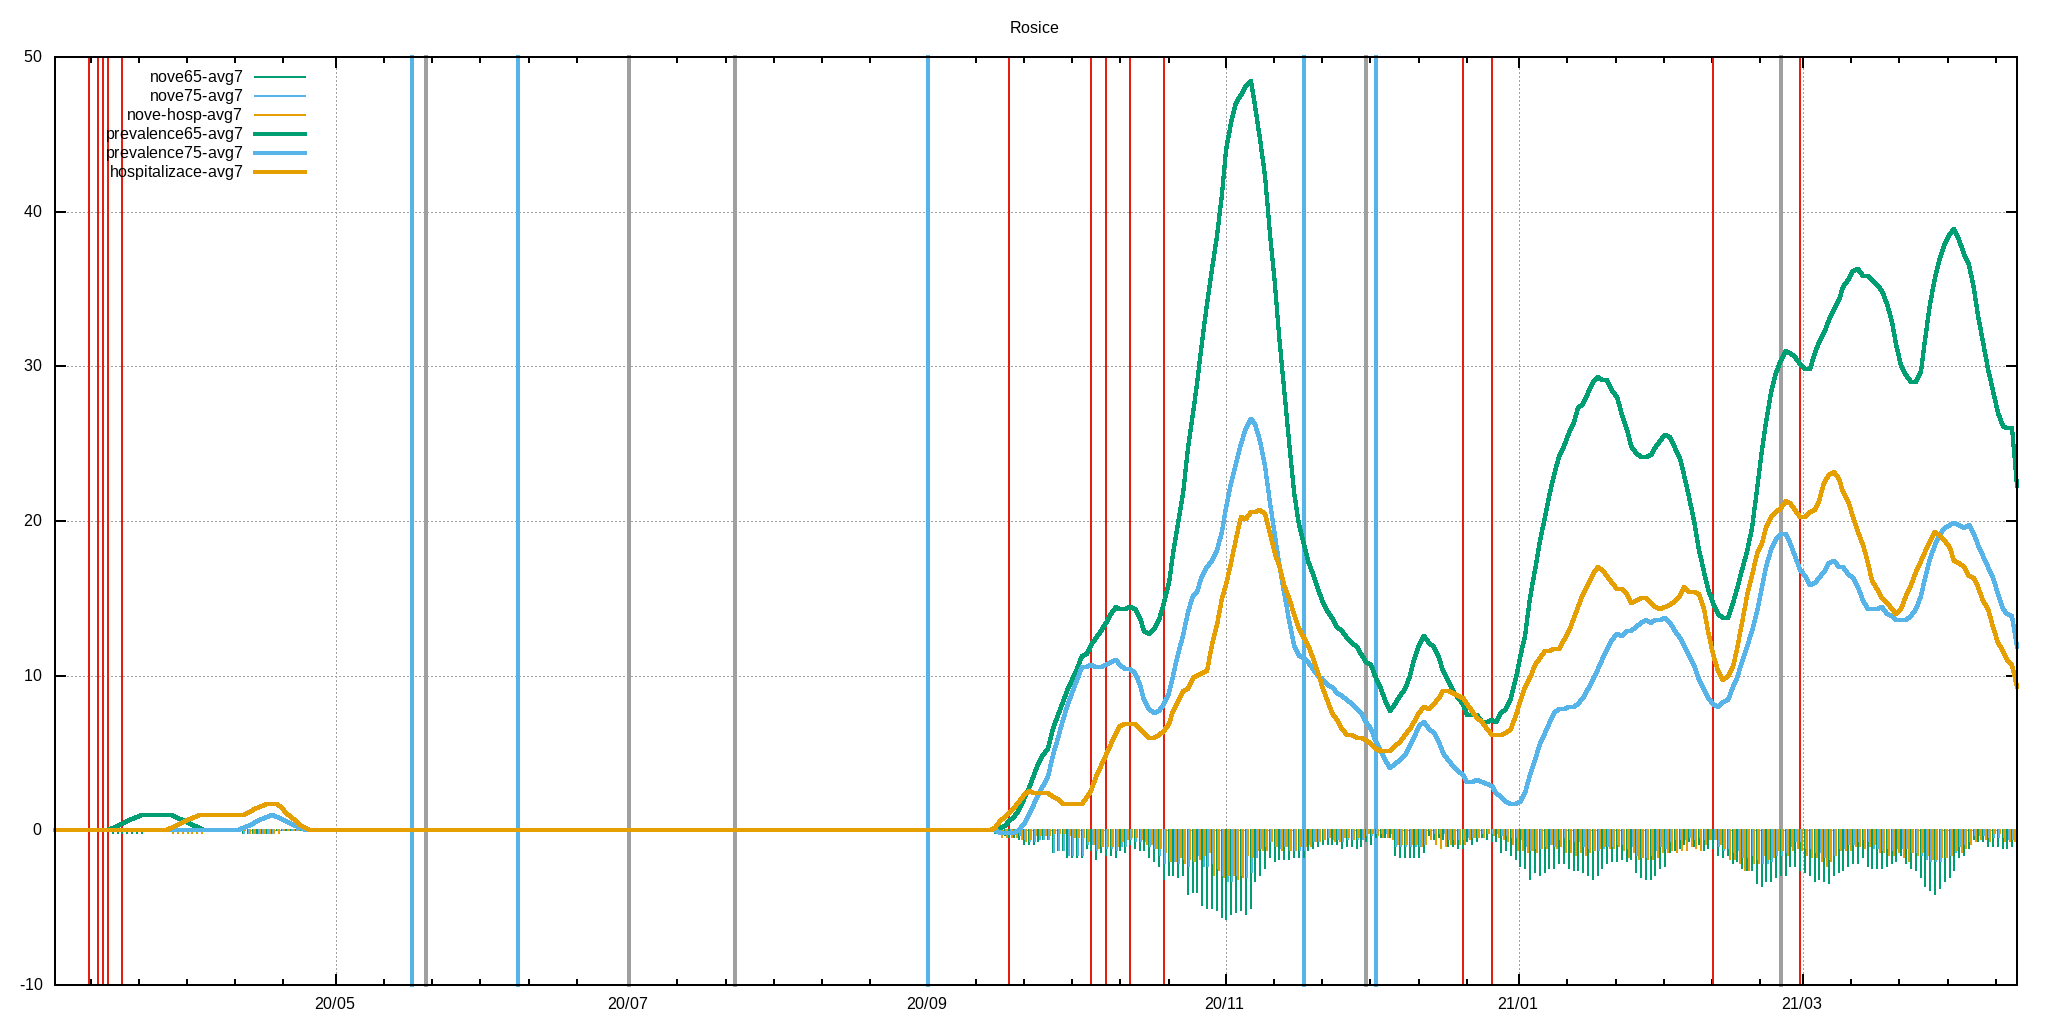 Rosice
50
nove65-avg7
nove75-avg7
nove-hosp-avg7
prevalence65-avg7
prevalence75-avg7
hospitalizace-avg7
40
30
20
10
0
-10
20/05
20/07
20/09
20/11
21/01
21/03